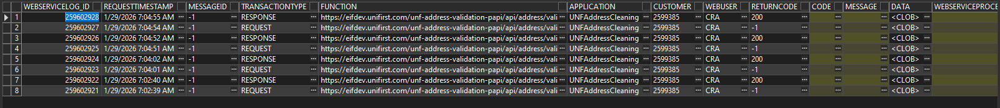 WEBSERVICELOG_ID REQUESTTIMESTAMP MESSAGEID TRANSACTIONTYPE FUNCTION APPLICATION CUSTOMER WEBUSER RETURNCODE CODE MESSAGE DATA WEBSERVICEPROCE
1 259602928 1/29/2026 7:04:55 AM ··· -1 ··· RESPONSE ··· https://eifdev.unifirst.com/unf-address-validation-papi/api/address/vali ··· UNFAddressCleaning ··· 2599385 ··· CRA ··· 200 ··· ··· ··· <CLOB> ···
2 259602927 1/29/2026 7:04:54 AM ··· -1 ··· REQUEST ··· https://eifdev.unifirst.com/unf-address-validation-papi/api/address/vali ··· UNFAddressCleaning ··· 2599385 ··· CRA ··· -1 ··· ··· ··· <CLOB> ···
3 259602926 1/29/2026 7:04:52 AM ··· -1 ··· RESPONSE ··· https://eifdev.unifirst.com/unf-address-validation-papi/api/address/vali ··· UNFAddressCleaning ··· 2599385 ··· CRA ··· 200 ··· ··· ··· <CLOB> ···
4 259602925 1/29/2026 7:04:51 AM ··· -1 ··· REQUEST ··· https://eifdev.unifirst.com/unf-address-validation-papi/api/address/vali ··· UNFAddressCleaning ··· 2599385 ··· CRA ··· -1 ··· ··· ··· <CLOB> ···
5 259602924 1/29/2026 7:04:02 AM ··· -1 ··· RESPONSE ··· https://eifdev.unifirst.com/unf-address-validation-papi/api/address/vali ··· UNFAddressCleaning ··· 2599385 ··· CRA ··· 200 ··· ··· ··· <CLOB> ···
6 259602923 1/29/2026 7:04:01 AM ··· -1 ··· REQUEST ··· https://eifdev.unifirst.com/unf-address-validation-papi/api/address/vali ··· UNFAddressCleaning ··· 2599385 ··· CRA ··· -1 ··· ··· ··· <CLOB> ···
7 259602922 1/29/2026 7:02:40 AM ··· -1 ··· RESPONSE ··· https://eifdev.unifirst.com/unf-address-validation-papi/api/address/vali ··· UNFAddressCleaning ··· 2599385 ··· CRA ··· 200 ··· ··· ··· <CLOB> ···
8 259602921 1/29/2026 7:02:39 AM ··· -1 ··· REQUEST ··· https://eifdev.unifirst.com/unf-address-validation-papi/api/address/vali ··· UNFAddressCleaning ··· 2599385 ··· CRA ··· -1 ··· ··· ··· <CLOB> ···